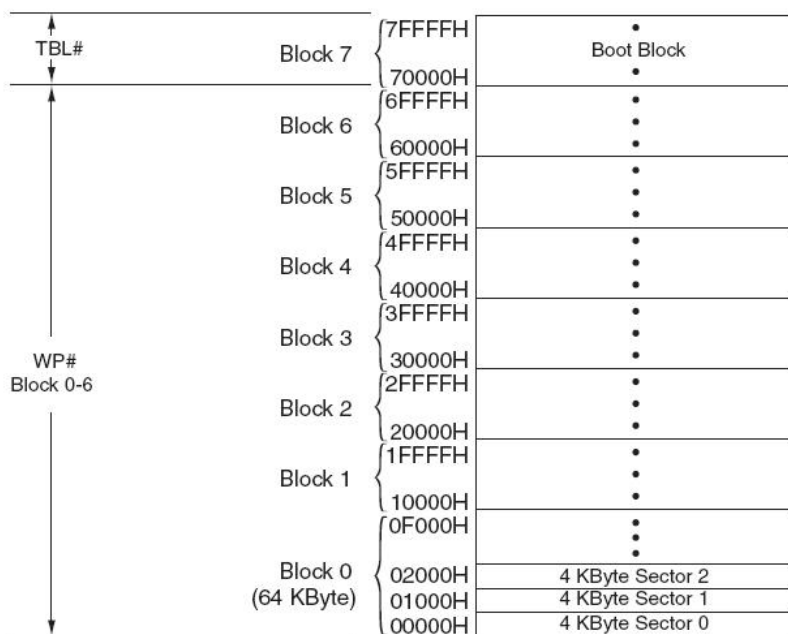 TBL#
Block 7
7FFFFH
Boot Block
70000H
Block 6
6FFFFH
60000H
Block 5
5FFFFH
50000H
Block 4
4FFFFH
40000H
Block 3
3FFFFH
30000H
WP#
Block 0-6
Block 2
2FFFFH
20000H
Block 1
1FFFFH
10000H
0F000H
Block 0
(64 KByte)
02000H
4 KByte Sector 2
01000H
4 KByte Sector 1
00000H
4 KByte Sector 0